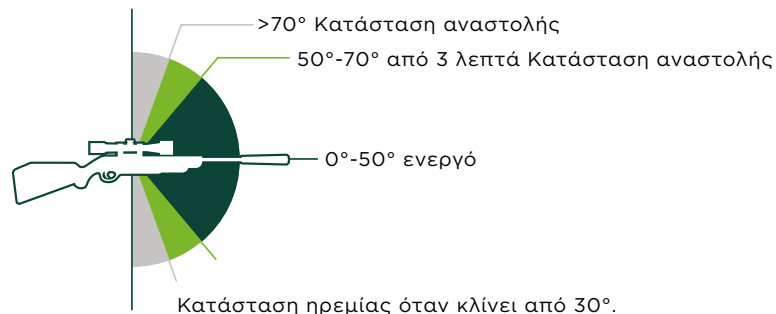 >70° Κατάσταση αναστολής
50°-70° από 3 λεπτά Κατάσταση αναστολής
0°-50° ενεργό
Κατάσταση ηρεμίας όταν κλίνει από 30°.